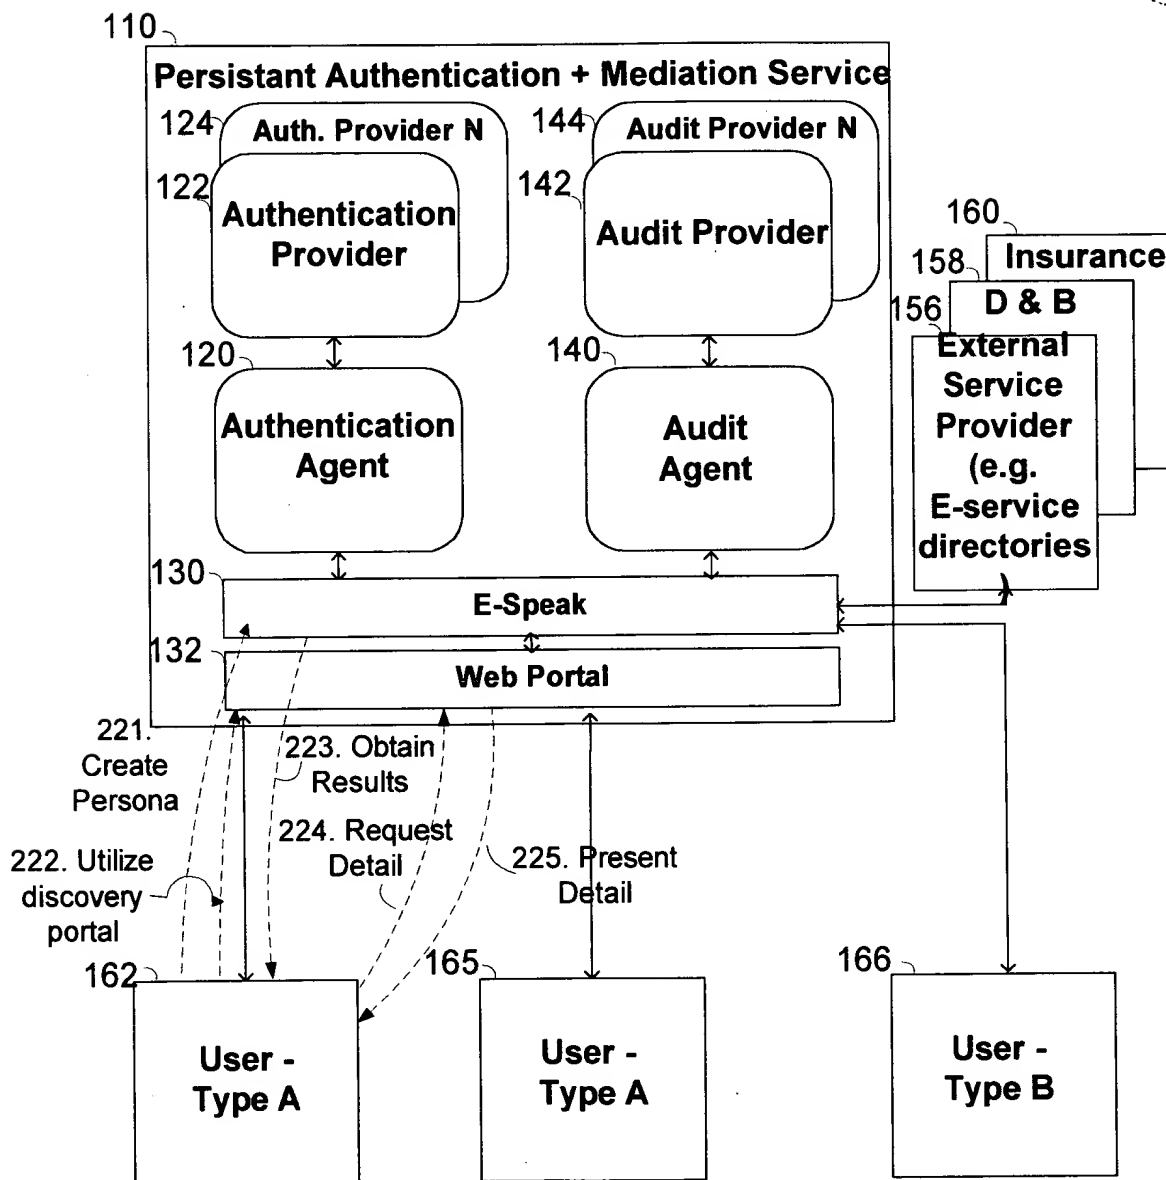 110
Persistant Authentication + Mediation Service
124
Auth. Provider N
144
Audit Provider N
122
Authentication
Provider
142
Audit Provider
160
Insurance
158
D & B
156
External
Service
Provider
(e.g.
E-service
directories
)
120
Authentication
Agent
140
Audit
Agent
130
E-Speak
132
Web Portal
221.
Create
Persona
223. Obtain
Results
224. Request
Detail
222. Utilize
discovery
portal
225. Present
Detail
162
User -
Type A
165
User -
Type A
166
User -
Type B